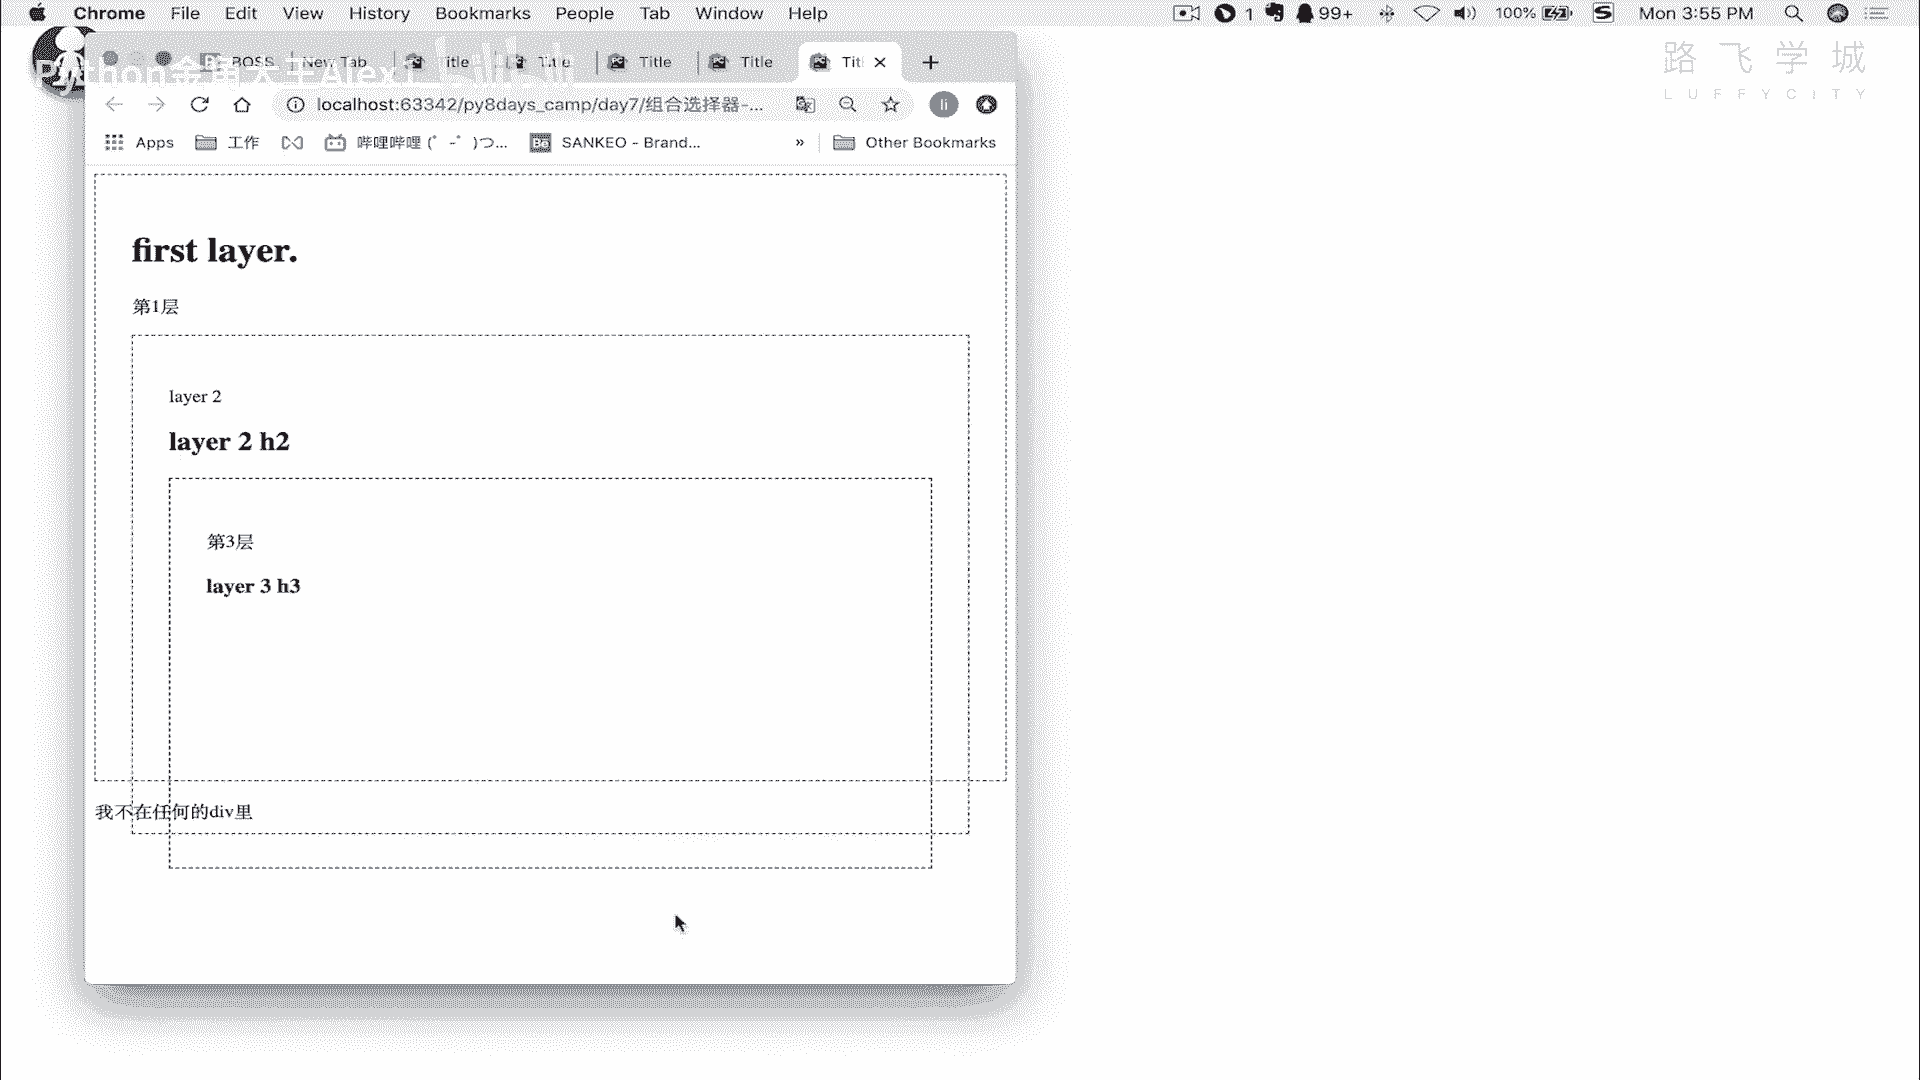 Chrome File Edit View History Bookmarks People Tab Window Help 1 99+ 100% Mon 3:55 PM
路飞学城
LUFFYCITY
Python金角大王Alex
BOSS New Tab Title Title Title Title Tit
localhost:63342/py8days_camp/day7/组合选择器-... li
Apps 工作 哔哩哔哩 (゜-゜)つ... Bē SANKEO - Brand... » Other Bookmarks
first layer.
第1层
layer 2
layer 2 h2
第3层
layer 3 h3
我不在任何的div里